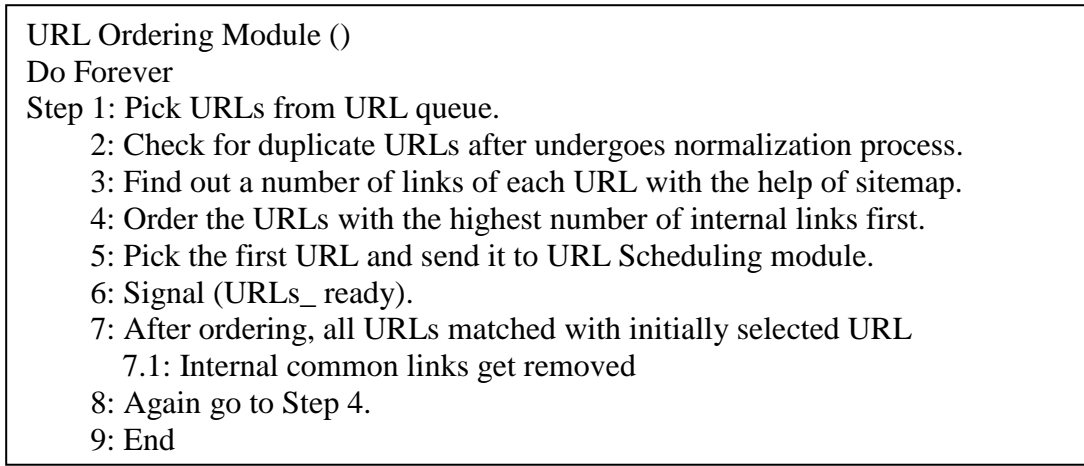 URL Ordering Module ()
Do Forever
Step 1: Pick URLs from URL queue.
2: Check for duplicate URLs after undergoes normalization process.
3: Find out a number of links of each URL with the help of sitemap.
4: Order the URLs with the highest number of internal links first.
5: Pick the first URL and send it to URL Scheduling module.
6: Signal (URLs_ ready).
7: After ordering, all URLs matched with initially selected URL
7.1: Internal common links get removed
8: Again go to Step 4.
9: End